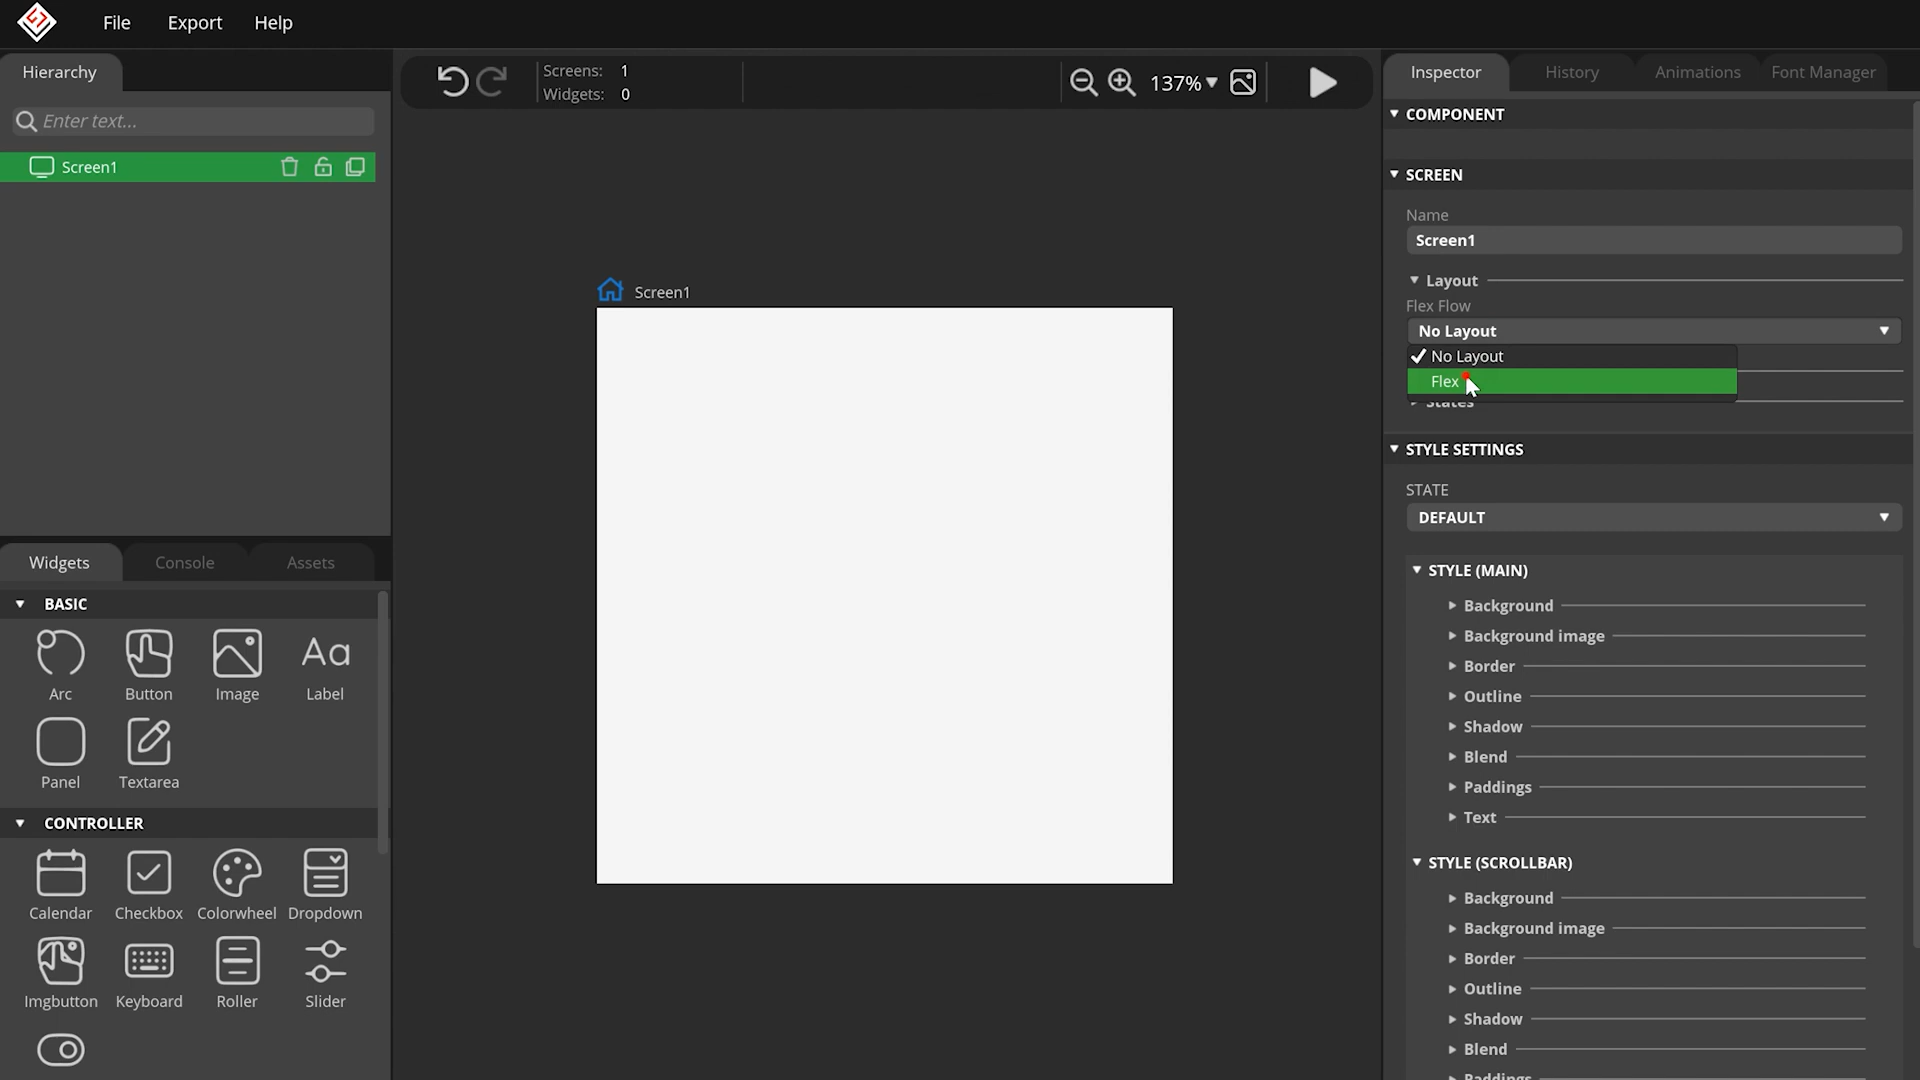 File Export Help
Hierarchy
Enter text...
Screen1
Screens: 1
Widgets: 0
137%
Screen1
Inspector History Animations Font Manager
COMPONENT
SCREEN
Name
Screen1
Layout
Flex Flow
No Layout
No Layout
Flex
States
STYLE SETTINGS
STATE
DEFAULT
STYLE (MAIN)
Background
Background image
Border
Outline
Shadow
Blend
Paddings
Text
STYLE (SCROLLBAR)
Background
Background image
Border
Outline
Shadow
Blend
Paddings
Widgets Console Assets
BASIC
Arc Button Image Aa Label
Panel Textarea
CONTROLLER
Calendar Checkbox Colorwheel Dropdown
Imgbutton Keyboard Roller Slider